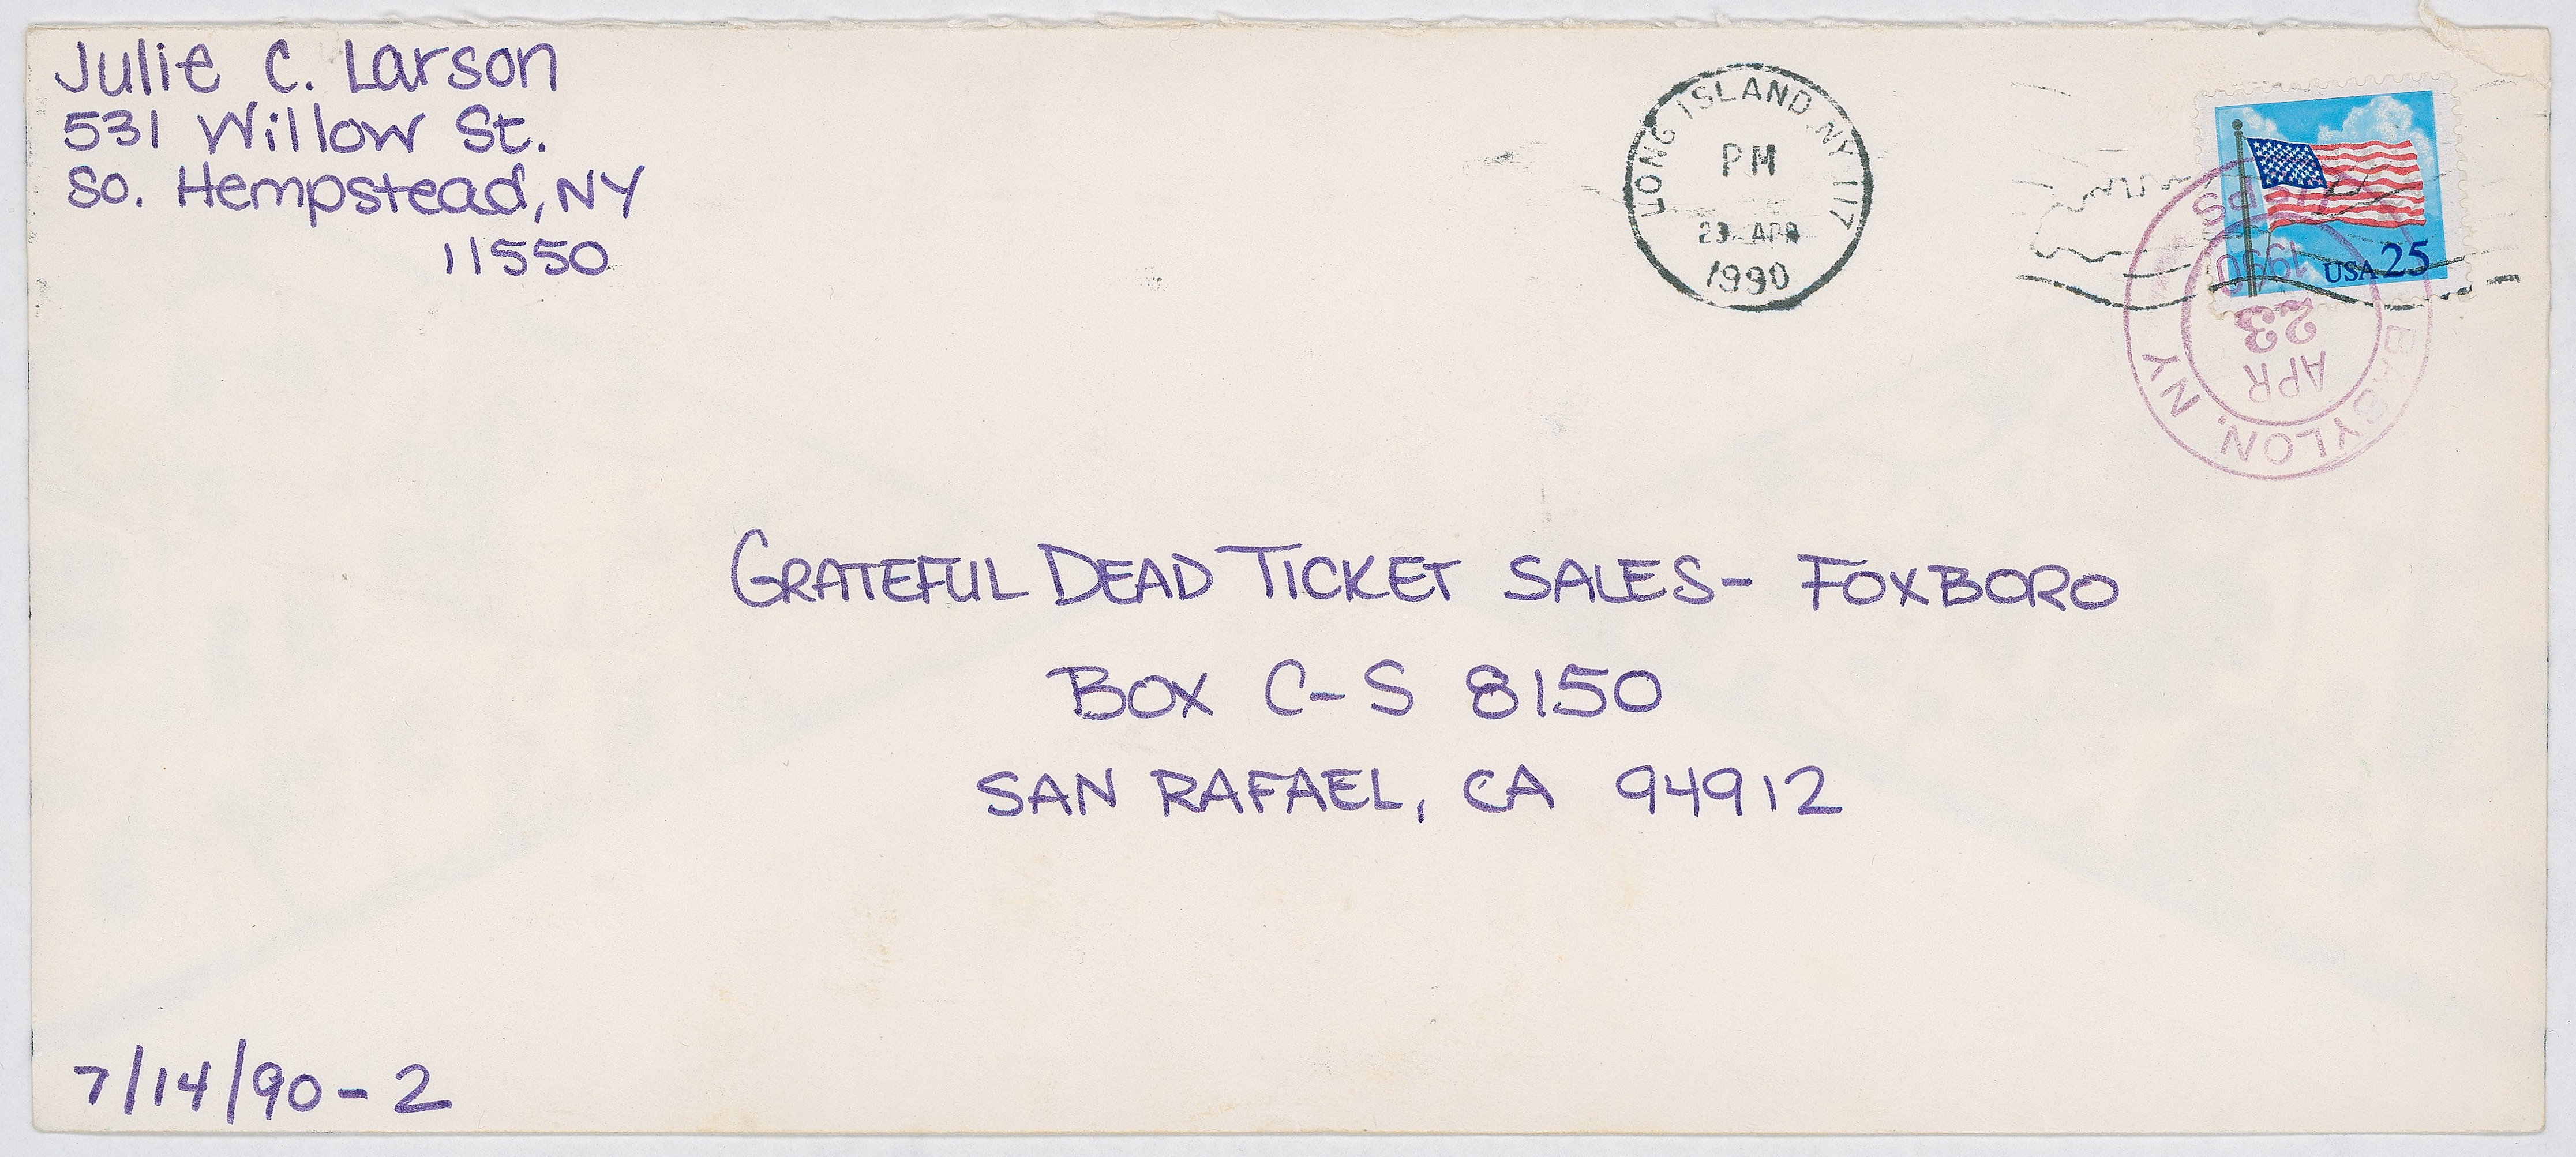 Julie C. Larson
531 Willow St.
So. Hempstead, NY
11550
LONG ISLAND NY 117
PM
23 APR
1990
USA 25
BABYLON, NY
APR
23
1990
USPS
GRATEFUL DEAD TICKET SALES- FOXBORO
BOX C-S 8150
SAN RAFAEL, CA 94912
7/14/90-2